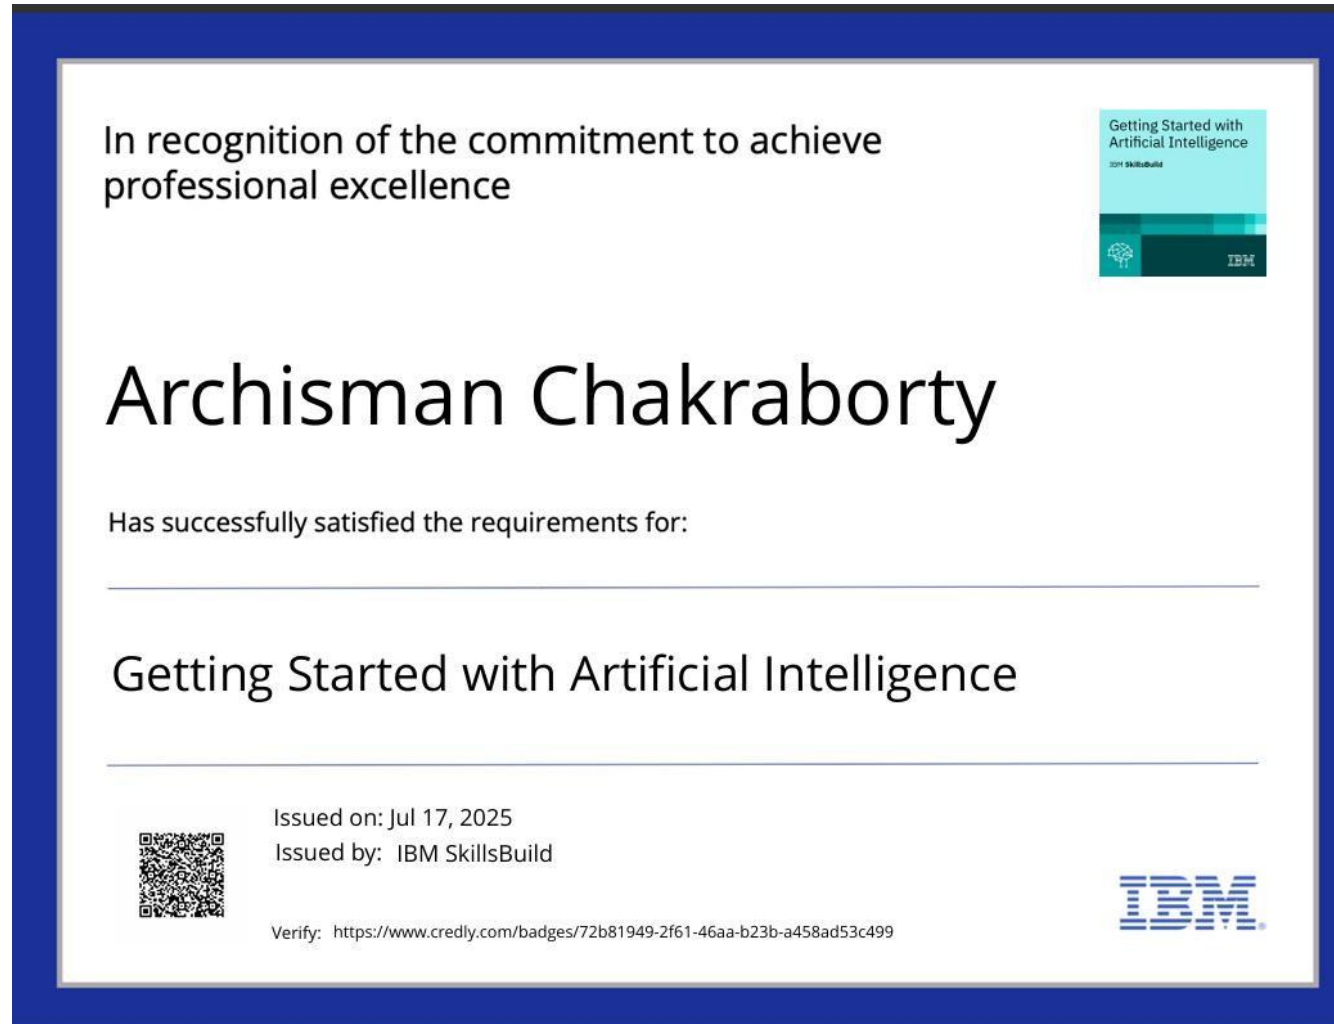 In recognition of the commitment to achieve
professional excellence
Getting Started with
Artificial Intelligence
IBM SkillsBuild
IBM
Archisman Chakraborty
Has successfully satisfied the requirements for:
Getting Started with Artificial Intelligence
Issued on: Jul 17, 2025
Issued by: IBM SkillsBuild
Verify: https://www.credly.com/badges/72b81949-2f61-46aa-b23b-a458ad53c499
IBM.